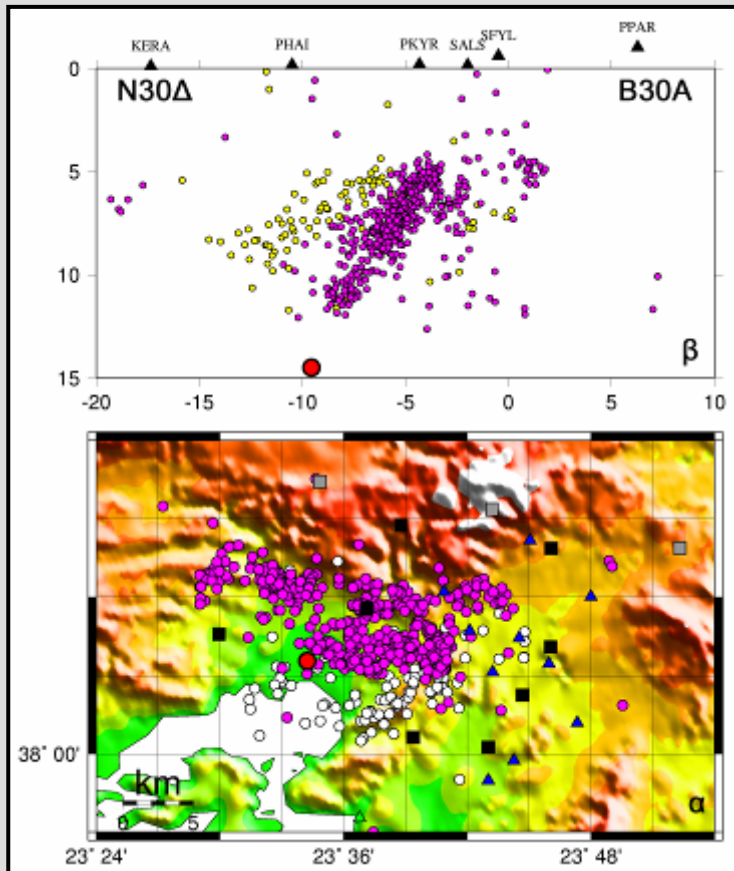 KERA PHAI PKYR SALS SFYL PPAR
0
N30Δ B30A
5
10
β
15
-20 -15 -10 -5 0 5 10
38° 00'
km
0 5
α
23° 24' 23° 36' 23° 48'